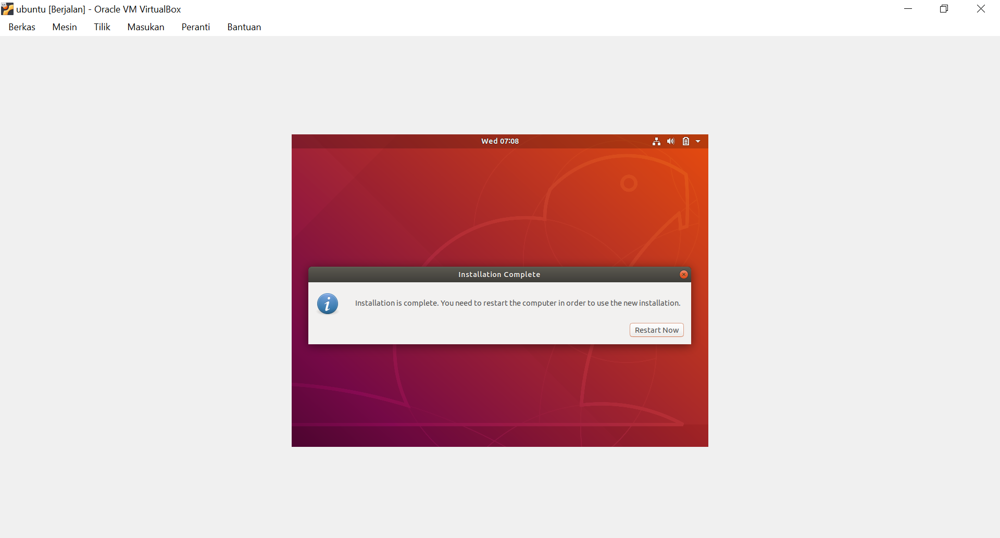 ubuntu [Berjalan] - Oracle VM VirtualBox
Berkas Mesin Tilik Masukan Peranti Bantuan
Wed 07:08
Installation Complete
Installation is complete. You need to restart the computer in order to use the new installation.
Restart Now